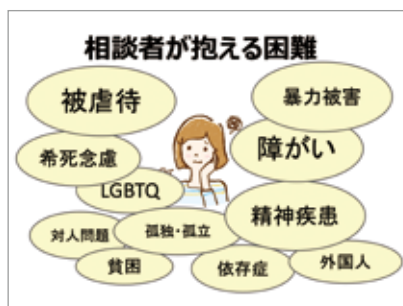 相談者が抱える困難
被虐待
暴力被害
希死念慮
障がい
LGBTQ
精神疾患
対人問題
孤独・孤立
貧困
依存症
外国人